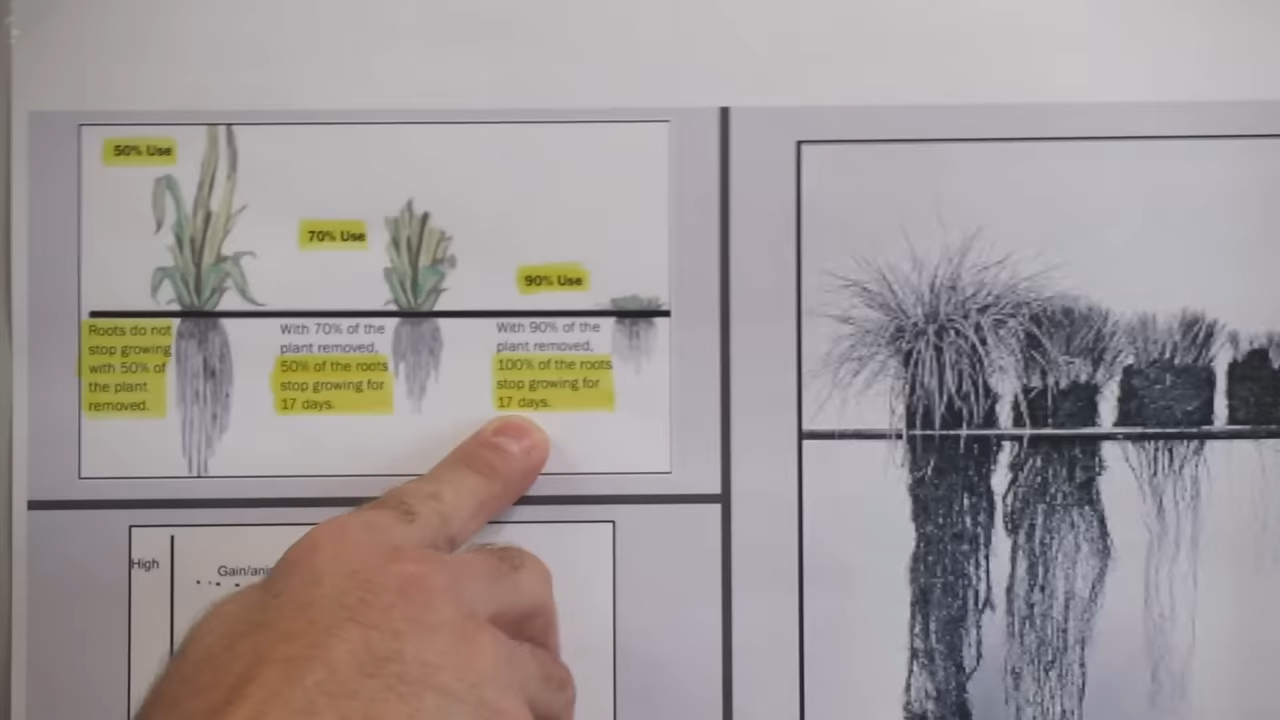 50% Use
70% Use
90% Use
Roots do not
stop growing
with 50% of
the plant
removed.
With 70% of the
plant removed,
50% of the roots
stop growing for
17 days.
With 90% of the
plant removed,
100% of the roots
stop growing for
17 days.
High